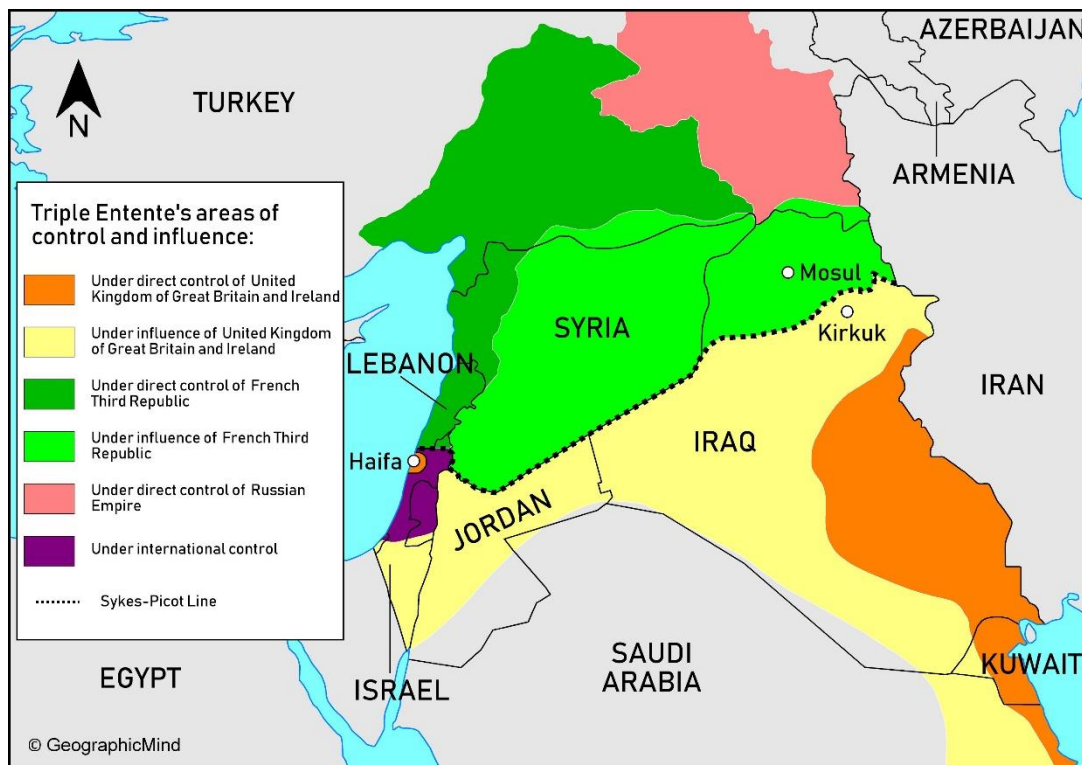 AZERBAIJAN
TURKEY
N
ARMENIA
Triple Entente's areas of
control and influence:
Under direct control of United
Kingdom of Great Britain and Ireland
Under influence of United Kingdom
of Great Britain and Ireland
Under direct control of French
Third Republic
Under influence of French Third
Republic
Under direct control of Russian
Empire
Under international control
Sykes-Picot Line
Mosul
SYRIA
Kirkuk
LEBANON
IRAN
IRAQ
Haifa
JORDAN
SAUDI
ARABIA
KUWAIT
EGYPT
ISRAEL
© GeographicMind